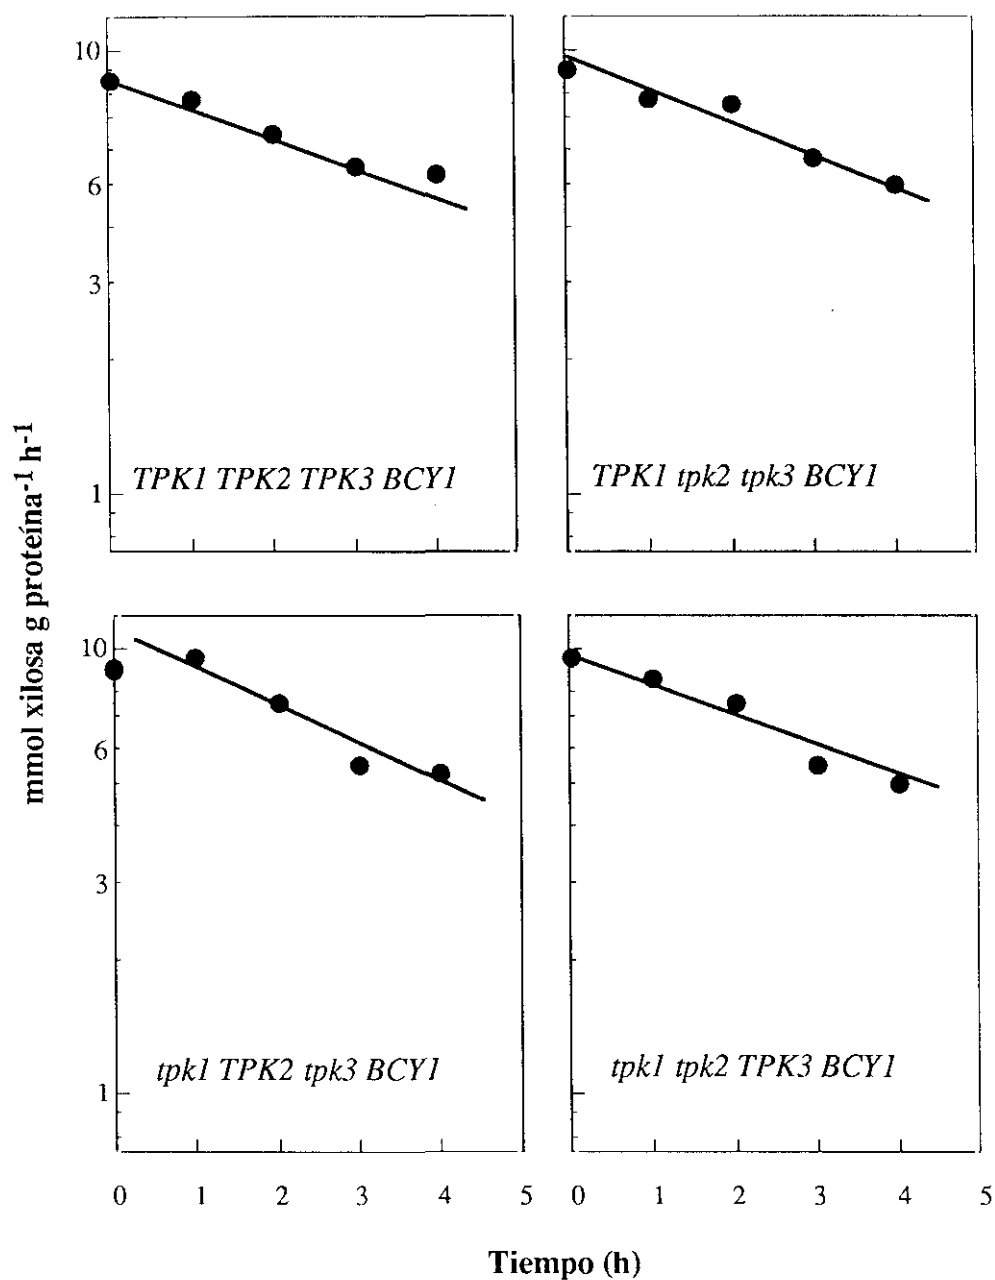 10
6
3
1
TPK1 TPK2 TPK3 BCY1
TPK1 tpk2 tpk3 BCY1
mmol xilosa g proteína-1 h-1
10
6
3
1
tpk1 TPK2 tpk3 BCY1
tpk1 tpk2 TPK3 BCY1
0 1 2 3 4 5
0 1 2 3 4 5
Tiempo (h)